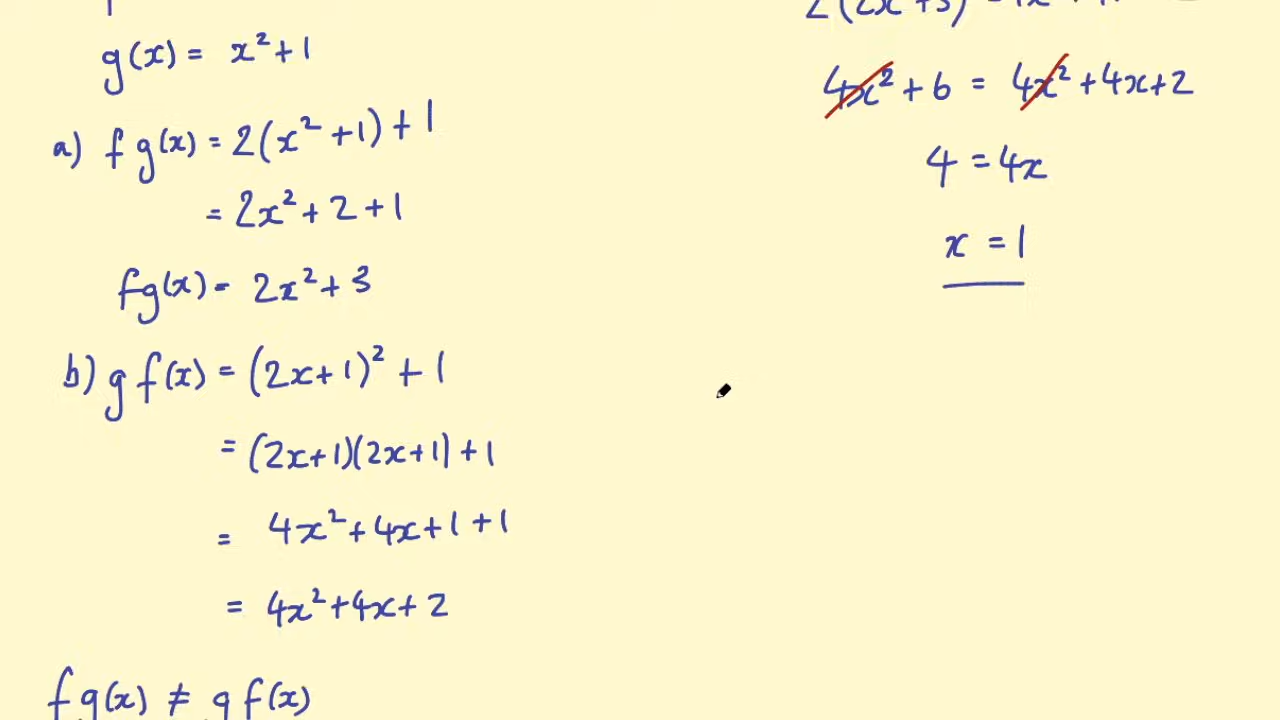 g(x) = x² + 1
a) fg(x) = 2(x² + 1) + 1
= 2x² + 2 + 1
fg(x) = 2x² + 3
b) gf(x) = (2x+1)² + 1
= (2x+1)(2x+1) + 1
= 4x² + 4x + 1 + 1
= 4x² + 4x + 2
fg(x) ≠ gf(x)
4x² + 6 = 4x² + 4x + 2
4 = 4x
x = 1